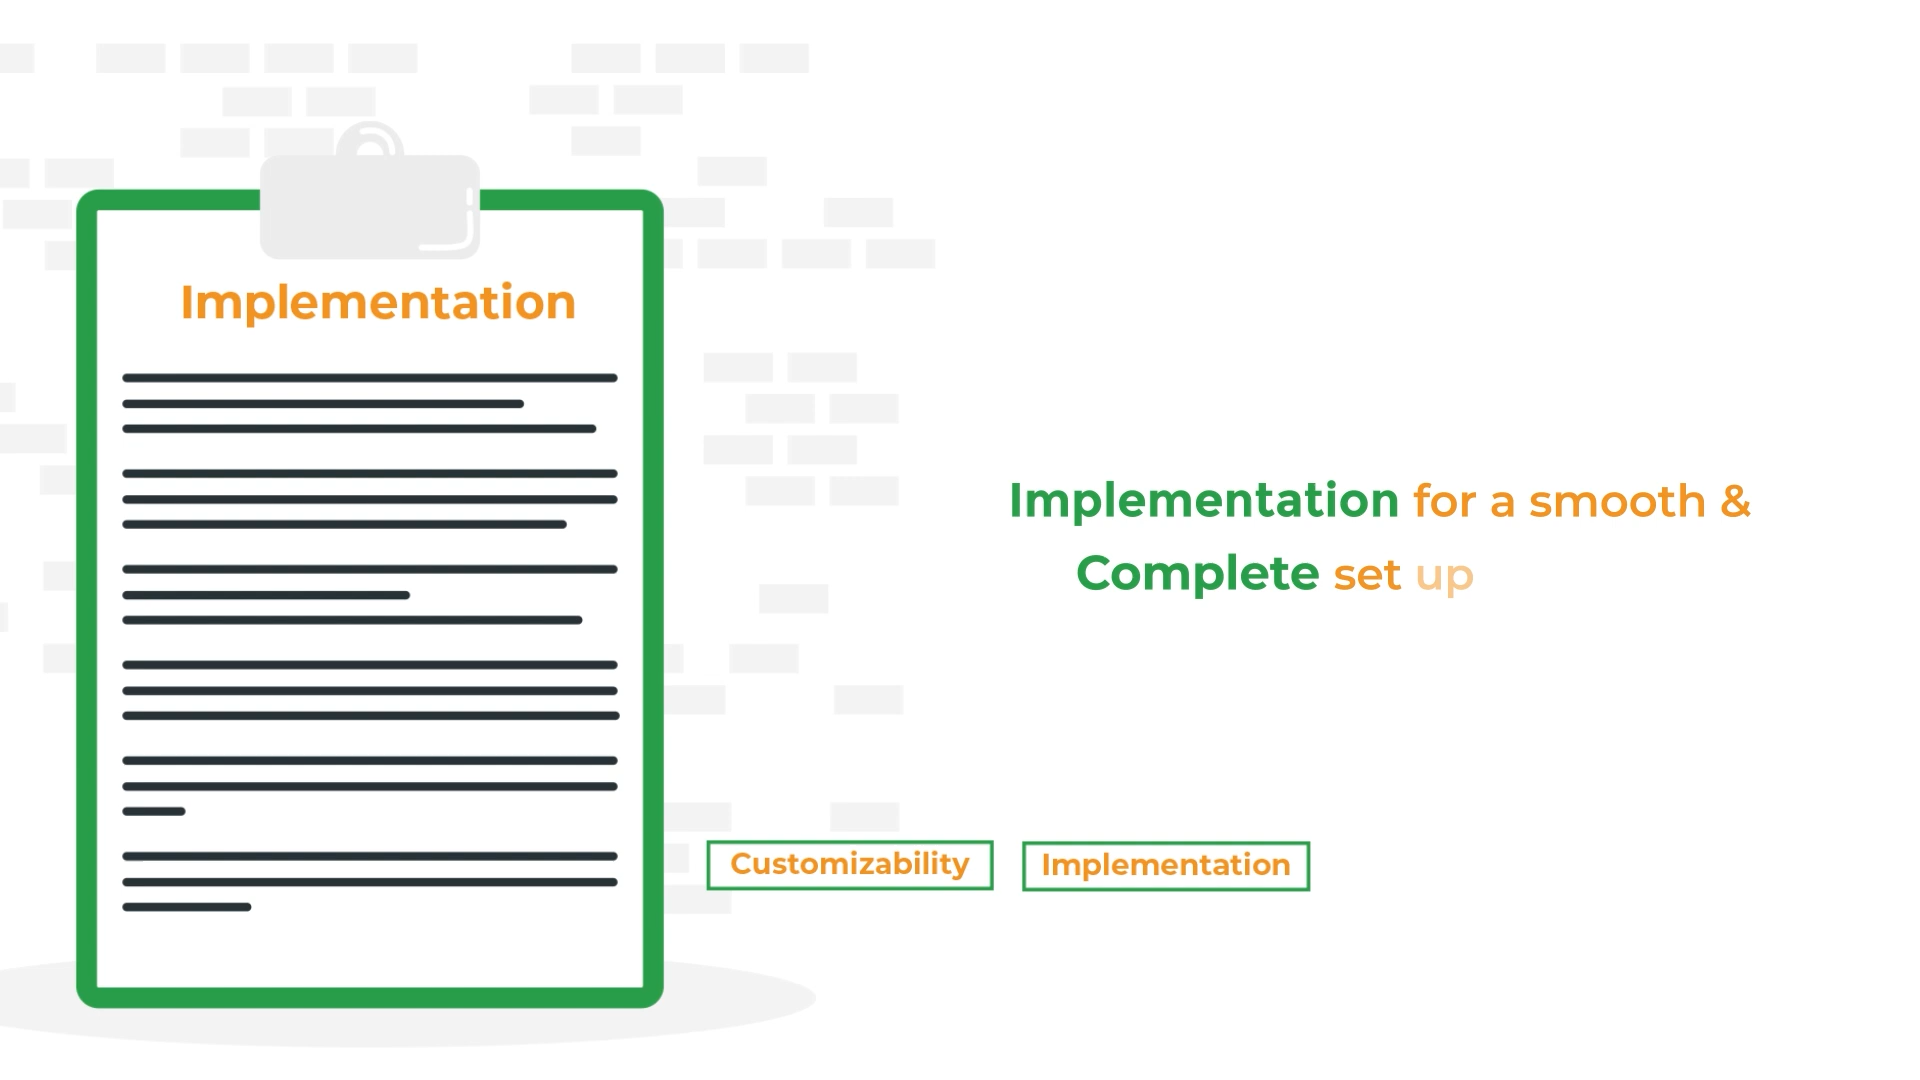 Implementation
Implementation for a smooth &
Complete set up
Customizability
Implementation